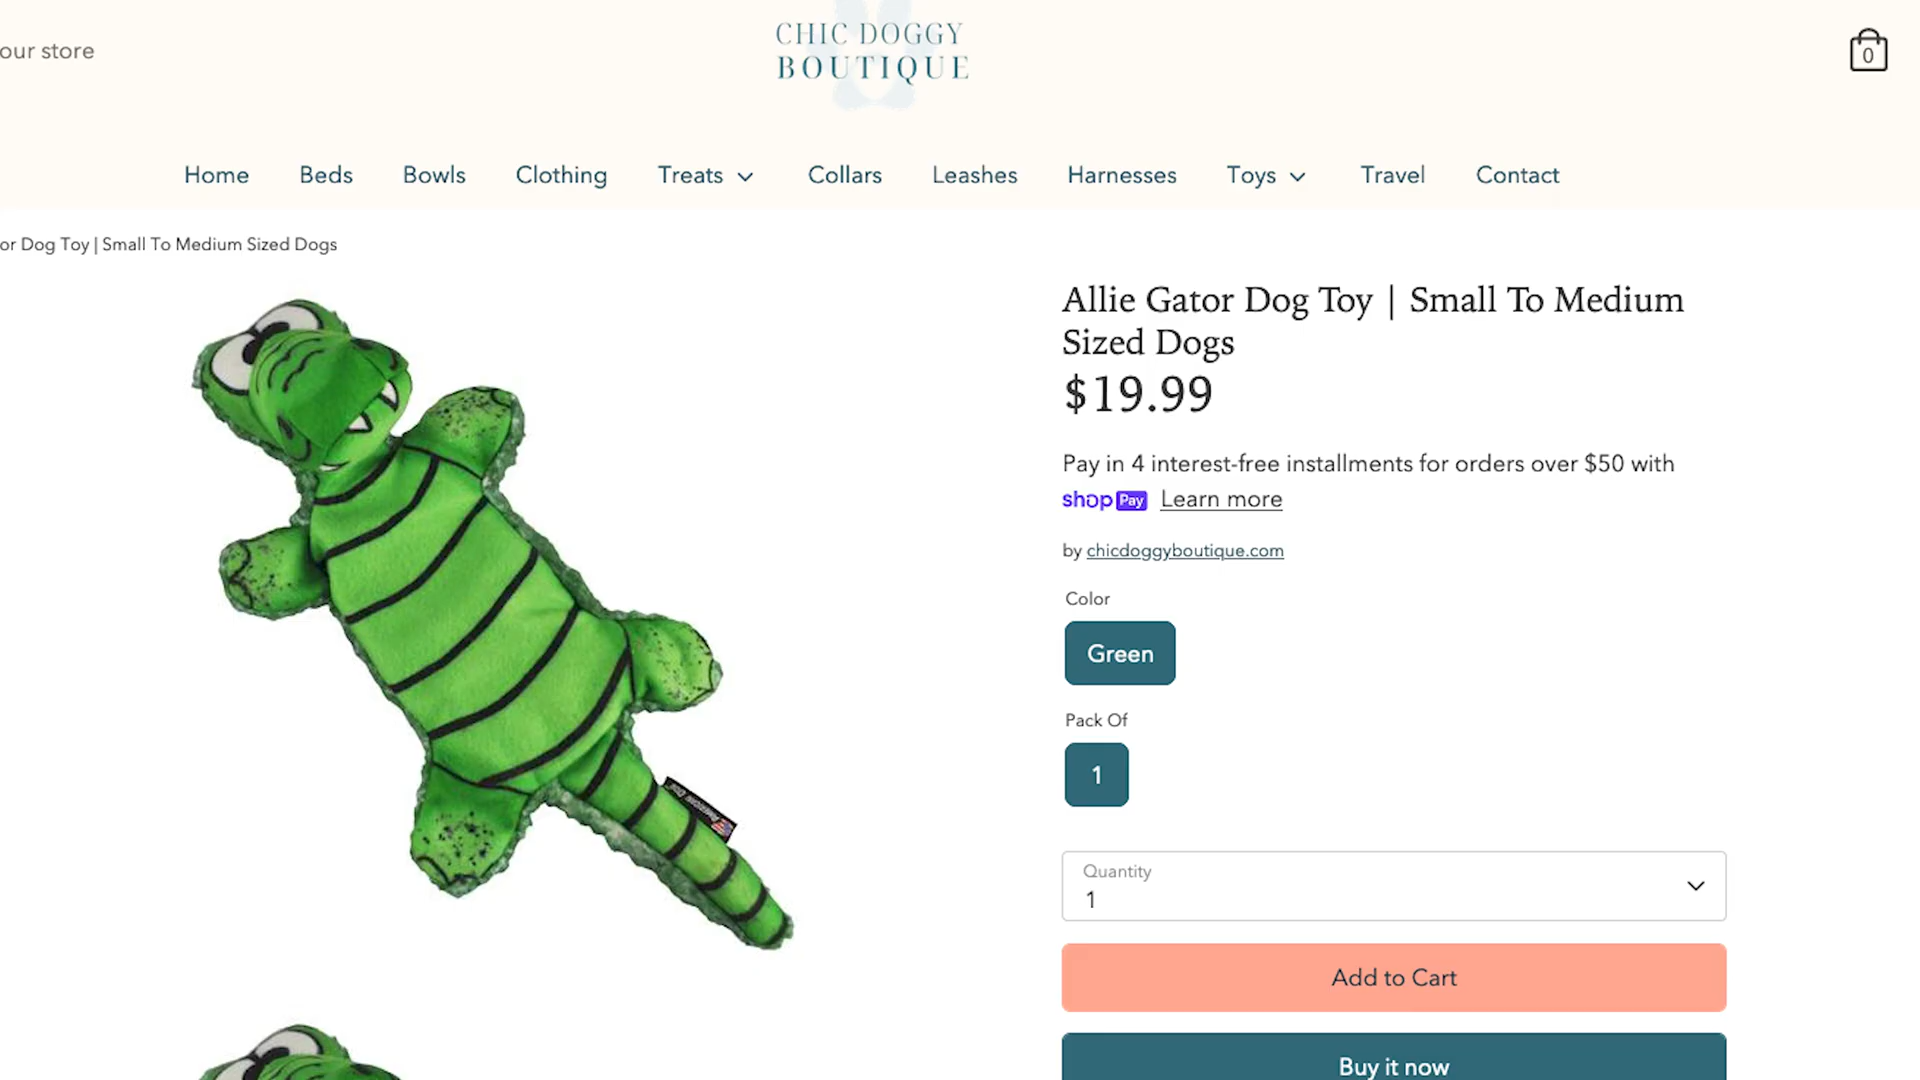 our store
CHIC DOGGY
BOUTIQUE
0
Home Beds Bowls Clothing Treats Collars Leashes Harnesses Toys Travel Contact
or Dog Toy | Small To Medium Sized Dogs
Allie Gator Dog Toy | Small To Medium
Sized Dogs
$19.99
Pay in 4 interest-free installments for orders over $50 with
shop Pay Learn more
by chicdoggyboutique.com
Color
Green
Pack Of
1
Quantity
1
Add to Cart
Buy it now